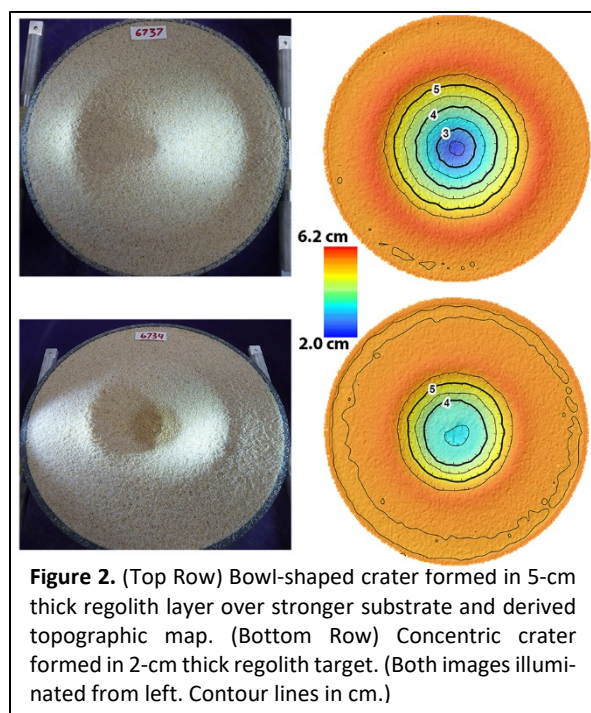 6737
5
4
3
6.2 cm
2.0 cm
6734
5
4
Figure 2. (Top Row) Bowl-shaped crater formed in 5-cm
thick regolith layer over stronger substrate and derived
topographic map. (Bottom Row) Concentric crater
formed in 2-cm thick regolith target. (Both images illumi-
nated from left. Contour lines in cm.)